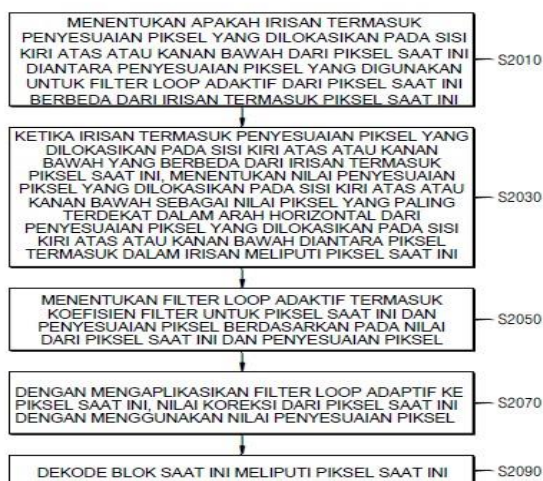 MENENTUKAN APAKAH IRISAN TERMASUK
PENYESUAIAN PIKSEL YANG DILOKASIKAN PADA SISI
KIRI ATAS ATAU KANAN BAWAH DARI PIKSEL SAAT INI
DIANTARA PENYESUAIAN PIKSEL YANG DIGUNAKAN
UNTUK FILTER LOOP ADAKTIF DARI PIKSEL SAAT INI
BERBEDA DARI IRISAN TERMASUK PIKSEL SAAT INI
S2010
KETIKA IRISAN TERMASUK PENYESUAIAN PIKSEL YANG
DILOKASIKAN PADA SISI KIRI ATAS ATAU KANAN
BAWAH YANG BERBEDA DARI IRISAN TERMASUK
PIKSEL SAAT INI, MENENTUKAN NILAI PENYESUAIAN
PIKSEL YANG DILOKASIKAN PADA SISI KIRI ATAS ATAU
KANAN BAWAH SEBAGAI NILAI PIKSEL YANG PALING
TERDEKAT DALAM ARAH HORIZONTAL DARI
PENYESUAIAN PIKSEL YANG DILOKASIKAN PADA SISI
KIRI ATAS ATAU KANAN BAWAH DIANTARA PIKSEL
TERMASUK DALAM IRISAN MELIPUTI PIKSEL SAAT INI
S2030
MENENTUKAN FILTER LOOP ADAKTIF TERMASUK
KOEFISIEN FILTER UNTUK PIKSEL SAAT INI DAN
PENYESUAIAN PIKSEL BERDASARKAN PADA NILAI
DARI PIKSEL SAAT INI DAN PENYESUAIAN PIKSEL
S2050
DENGAN MENGAPLIKASIKAN FILTER LOOP ADAPTIF KE
PIKSEL SAAT INI, NILAI KOREKSI DARI PIKSEL SAAT INI
DENGAN MENGGUNAKAN NILAI PENYESUAIAN PIKSEL
S2070
DEKODE BLOK SAAT INI MELIPUTI PIKSEL SAAT INI
S2090